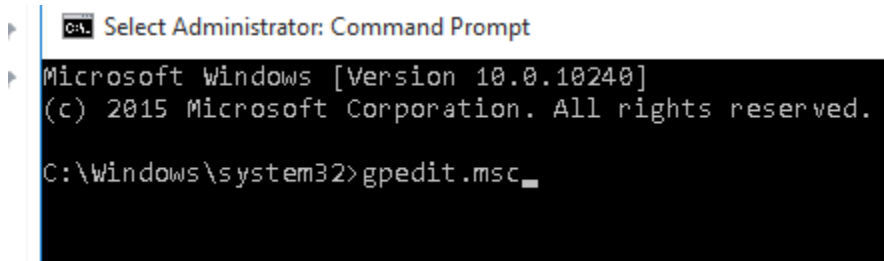 Select Administrator: Command Prompt
Microsoft Windows [Version 10.0.10240]
(c) 2015 Microsoft Corporation. All rights reserved.
C:\Windows\system32>gpedit.msc